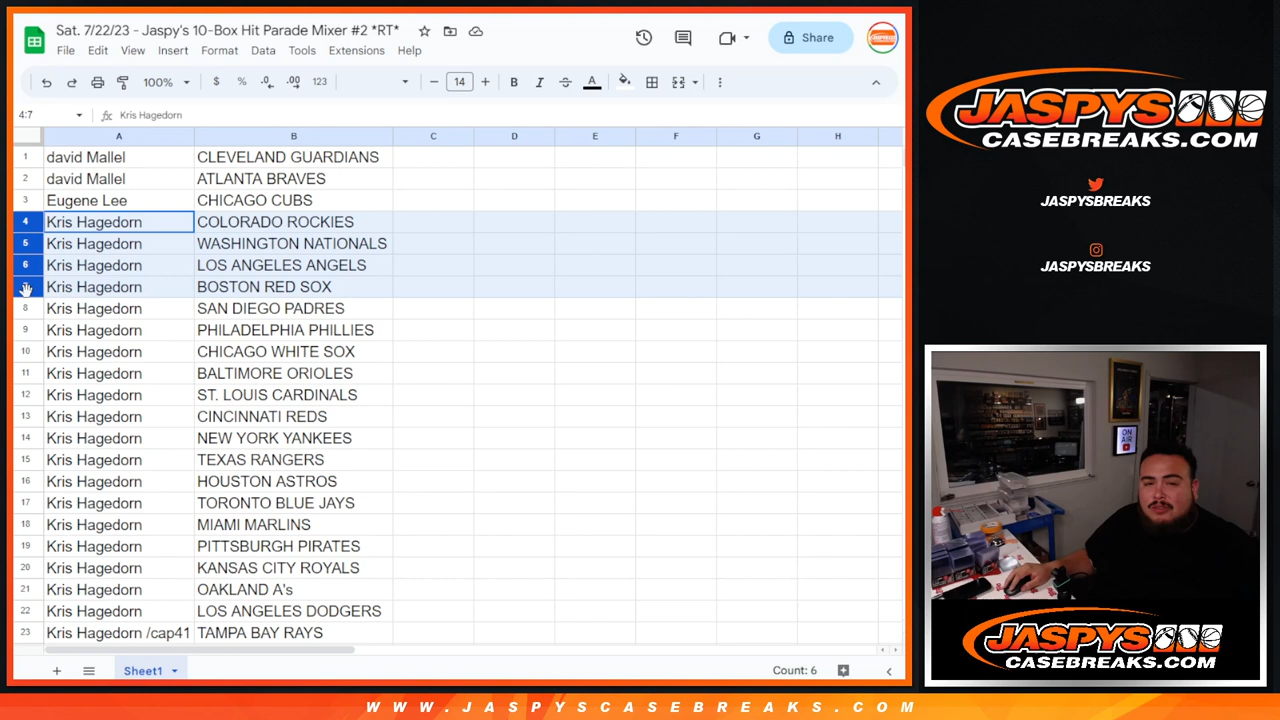 Sat. 7/22/23 - Jaspy's 10-Box Hit Parade Mixer #2 *RT*
File Edit View Insert Format Data Tools Extensions Help
Share
100% $ % .0 .00 123 − 14 + B I S A
4:7 fx Kris Hagedorn
A B C D E F G H
1 david Mallel CLEVELAND GUARDIANS
2 david Mallel ATLANTA BRAVES
3 Eugene Lee CHICAGO CUBS
4 Kris Hagedorn COLORADO ROCKIES
5 Kris Hagedorn WASHINGTON NATIONALS
6 Kris Hagedorn LOS ANGELES ANGELS
Kris Hagedorn BOSTON RED SOX
8 Kris Hagedorn SAN DIEGO PADRES
9 Kris Hagedorn PHILADELPHIA PHILLIES
10 Kris Hagedorn CHICAGO WHITE SOX
11 Kris Hagedorn BALTIMORE ORIOLES
12 Kris Hagedorn ST. LOUIS CARDINALS
13 Kris Hagedorn CINCINNATI REDS
14 Kris Hagedorn NEW YORK YANKEES
15 Kris Hagedorn TEXAS RANGERS
16 Kris Hagedorn HOUSTON ASTROS
17 Kris Hagedorn TORONTO BLUE JAYS
18 Kris Hagedorn MIAMI MARLINS
19 Kris Hagedorn PITTSBURGH PIRATES
20 Kris Hagedorn KANSAS CITY ROYALS
21 Kris Hagedorn OAKLAND A's
22 Kris Hagedorn LOS ANGELES DODGERS
23 Kris Hagedorn /cap41 TAMPA BAY RAYS
+ Sheet1 Count: 6
JASPYS
CASEBREAKS.COM
JASPYSBREAKS
JASPYSBREAKS
ON
AIR
JASPYS
CASEBREAKS.COM
WWW.JASPYSCASEBREAKS.COM